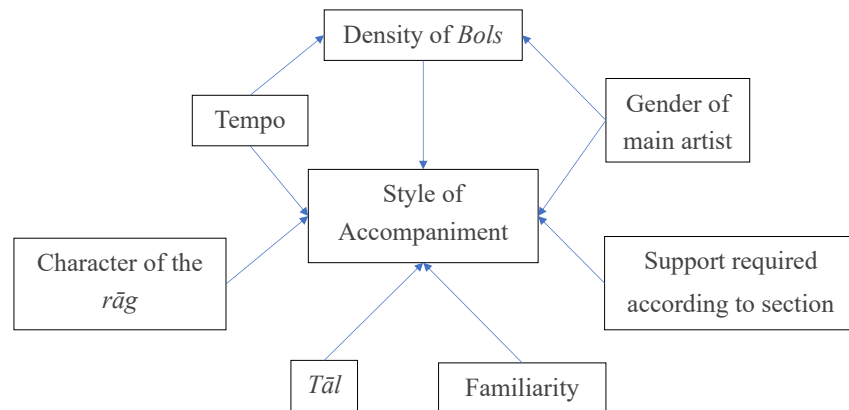 Density of Bols
Tempo
Gender of
main artist
Style of
Accompaniment
Character of the
rāg
Support required
according to section
Tāl
Familiarity